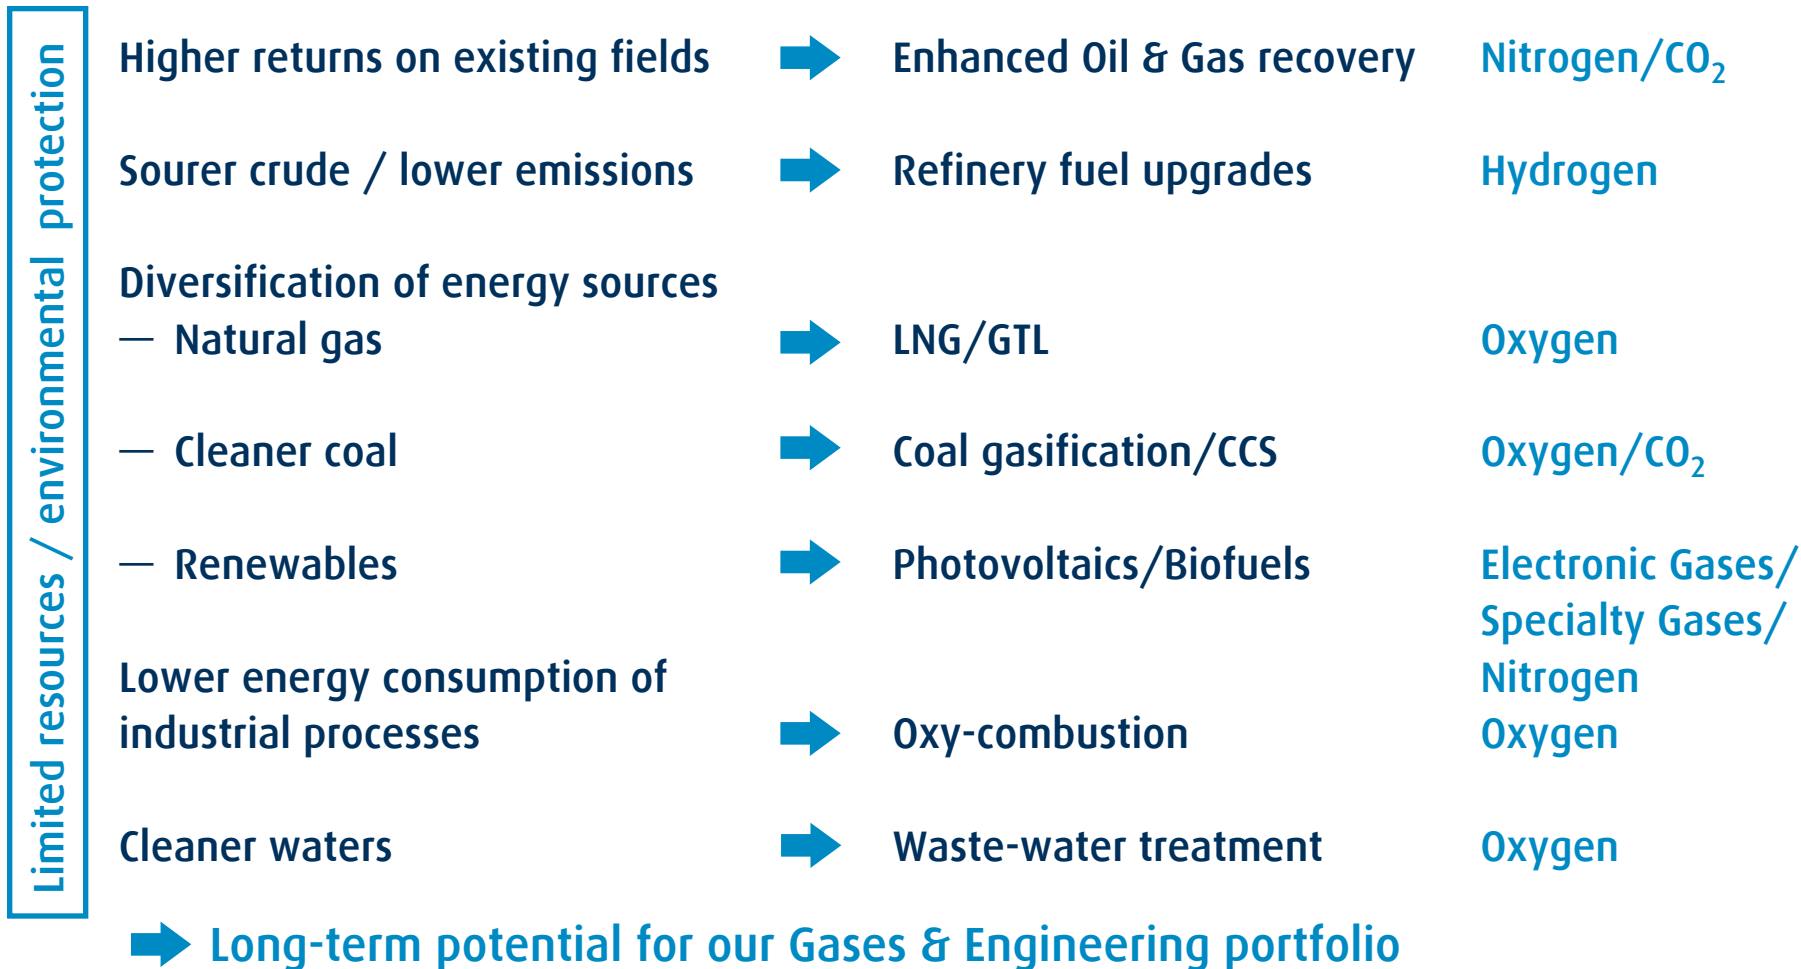 Limited resources / environmental protection
Higher returns on existing fields Enhanced Oil & Gas recovery Nitrogen/CO₂
Sourer crude / lower emissions Refinery fuel upgrades Hydrogen
Diversification of energy sources
— Natural gas LNG/GTL Oxygen
— Cleaner coal Coal gasification/CCS Oxygen/CO₂
— Renewables Photovoltaics/Biofuels Electronic Gases/
Specialty Gases/
Lower energy consumption of Nitrogen
industrial processes Oxy-combustion Oxygen
Cleaner waters Waste-water treatment Oxygen
Long-term potential for our Gases & Engineering portfolio